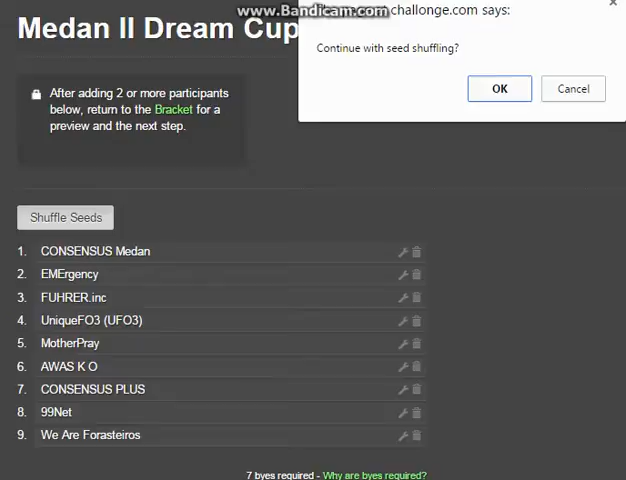 www.Bandicam.com
challonge.com says:
Continue with seed shuffling?
OK
Cancel
Medan II Dream Cup
After adding 2 or more participants
below, return to the Bracket for a
preview and the next step.
Shuffle Seeds
1. CONSENSUS Medan
2. EMErgency
3. FUHRER.inc
4. UniqueFO3 (UFO3)
5. MotherPray
6. AWAS K O
7. CONSENSUS PLUS
8. 99Net
9. We Are Forasteiros
7 byes required - Why are byes required?